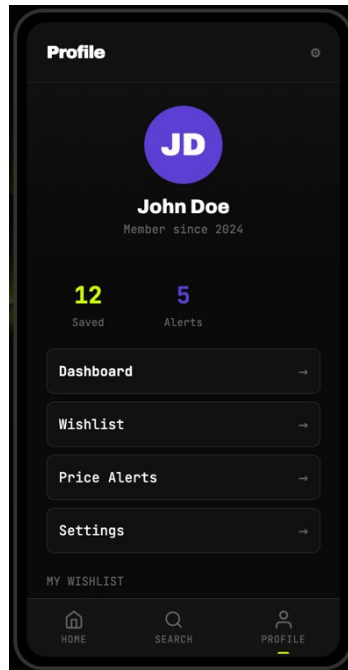 Profile
JD
John Doe
Member since 2024
12 5
Saved Alerts
Dashboard →
Wishlist →
Price Alerts →
Settings →
MY WISHLIST
HOME SEARCH PROFILE